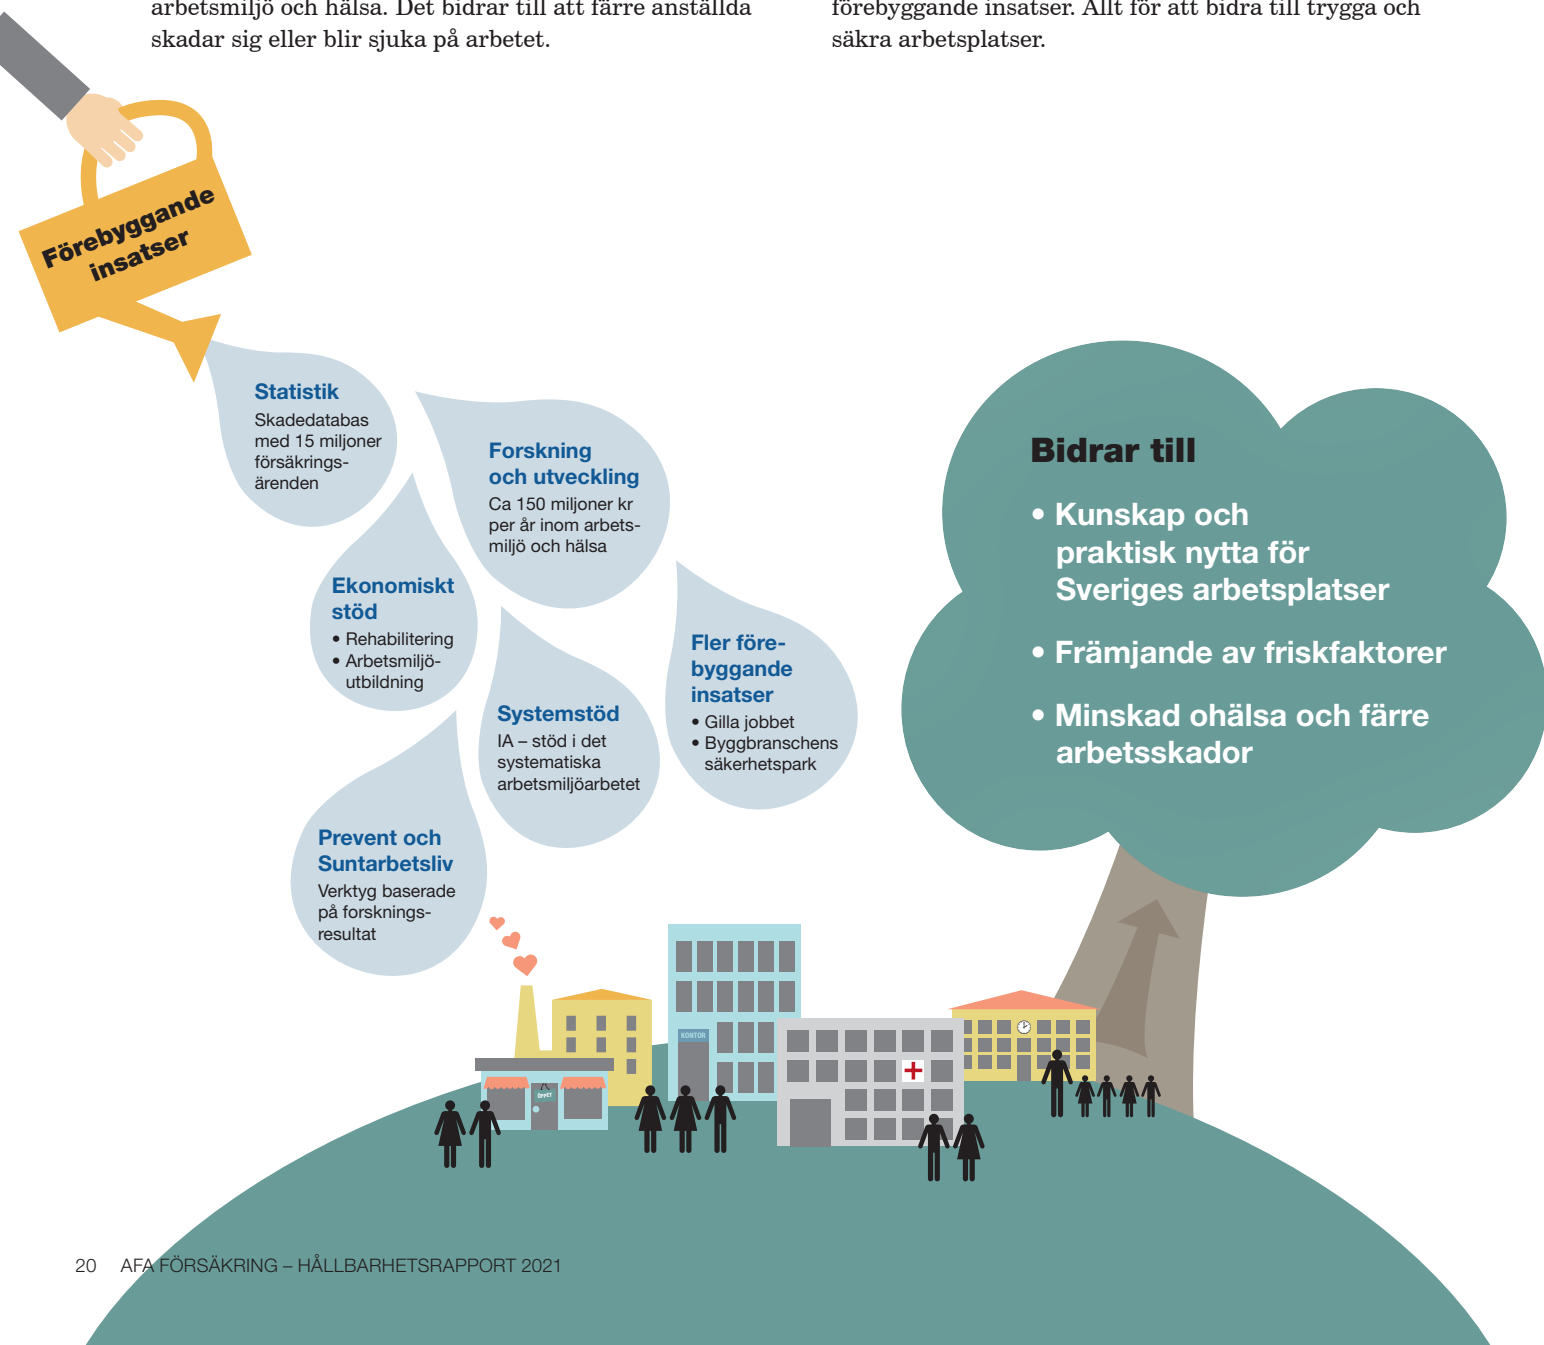 arbetsmiljö och hälsa. Det bidrar till att färre anställda
skadar sig eller blir sjuka på arbetet.
förebyggande insatser. Allt för att bidra till trygga och
säkra arbetsplatser.
Förebyggande
insatser
Statistik
Skadedatabas
med 15 miljoner
försäkrings-
ärenden
Forskning
och utveckling
Ca 150 miljoner kr
per år inom arbets-
miljö och hälsa
Ekonomiskt
stöd
• Rehabilitering
• Arbetsmiljö-
utbildning
Systemstöd
IA – stöd i det
systematiska
arbetsmiljöarbetet
Fler före-
byggande
insatser
• Gilla jobbet
• Byggbranschens
säkerhetspark
Prevent och
Suntarbetsliv
Verktyg baserade
på forsknings-
resultat
Bidrar till
• Kunskap och
praktisk nytta för
Sveriges arbetsplatser
• Främjande av friskfaktorer
• Minskad ohälsa och färre
arbetsskador
KONTOR
ÖPPET
20 AFA FÖRSÄKRING – HÅLLBARHETSRAPPORT 2021